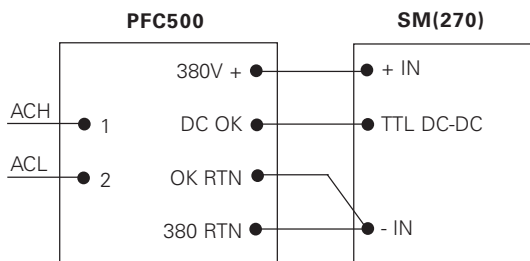 PFC500 SM(270)
380V + + IN
ACH 1 DC OK TTL DC-DC
ACL 2 OK RTN
380 RTN - IN